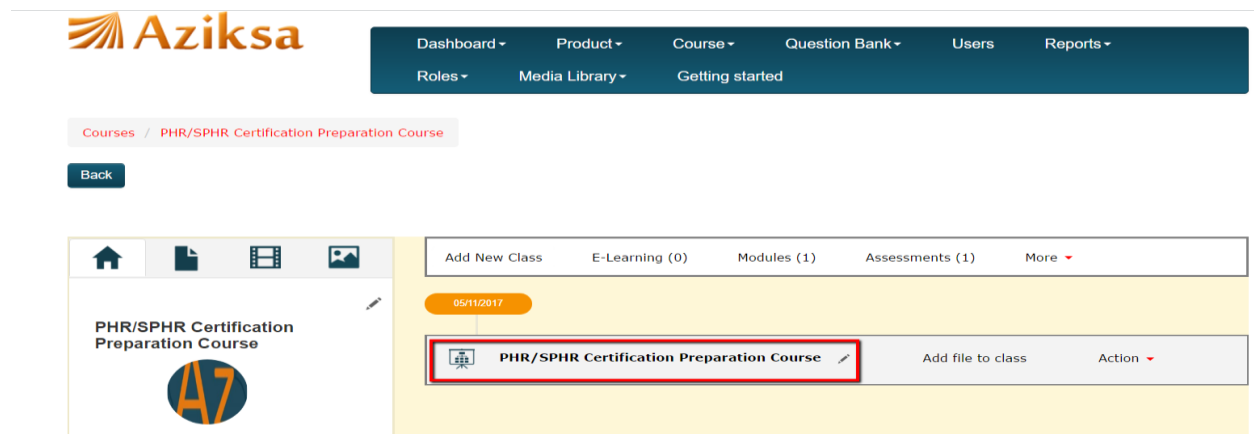 Aziksa
Dashboard Product Course Question Bank Users Reports
Roles Media Library Getting started
Courses / PHR/SPHR Certification Preparation Course
Back
Add New Class E-Learning (0) Modules (1) Assessments (1) More
05/11/2017
PHR/SPHR Certification
Preparation Course
PHR/SPHR Certification Preparation Course Add file to class Action
A7